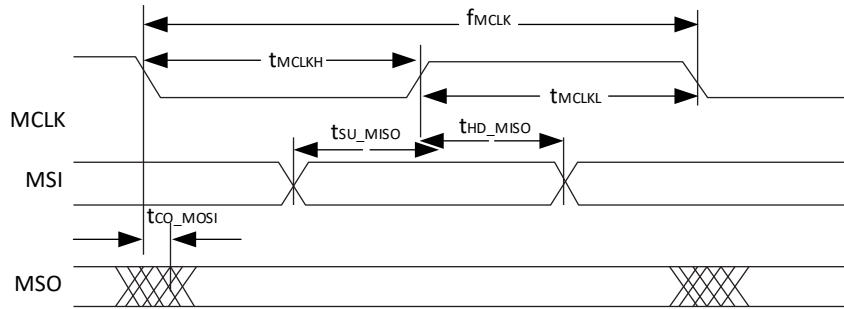 fMCLK
tMCLKH
tMCLKL
MCLK
tSU_MISO
tHD_MISO
MSI
tCO_MOSI
MSO